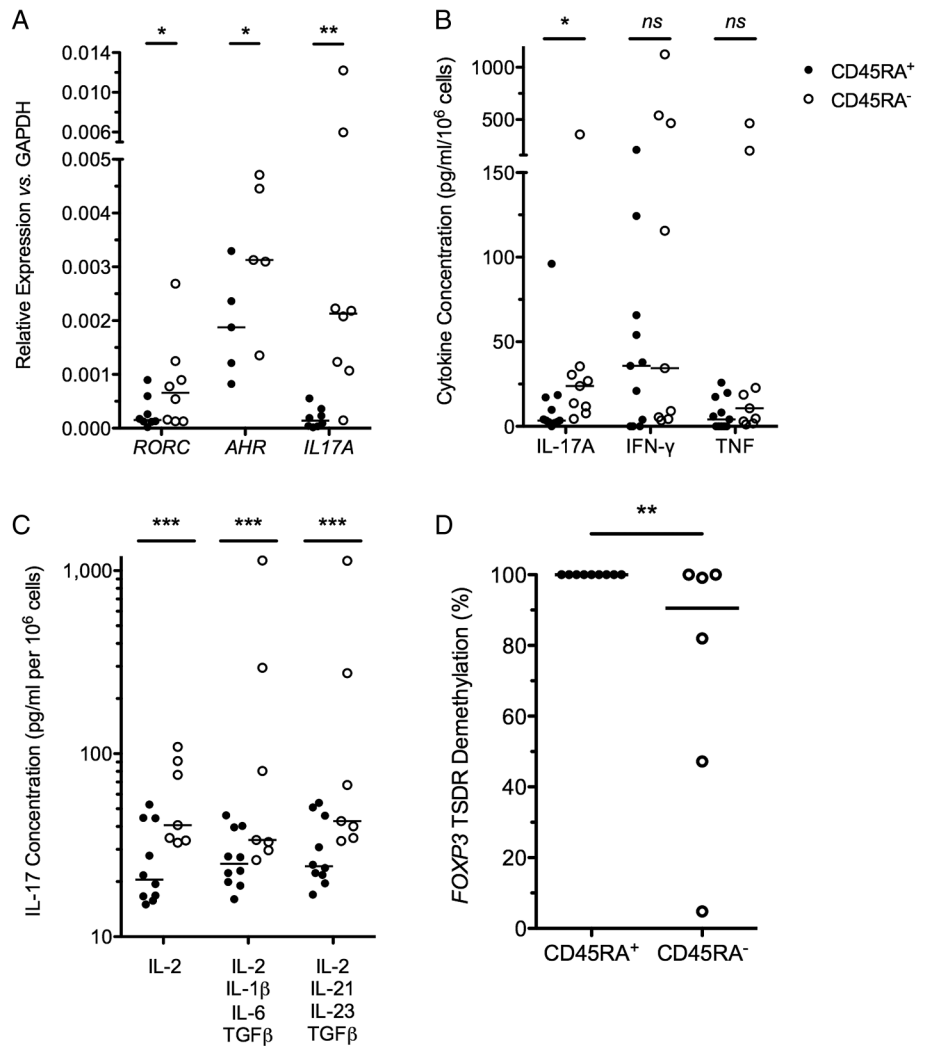 A
* * **
Relative Expression vs. GAPDH
0.014
0.010
0.006
0.005
0.004
0.003
0.002
0.001
0.000
RORC AHR IL17A
B
* ns ns
Cytokine Concentration (pg/ml/10⁶ cells)
1000
500
150
100
50
0
IL-17A IFN-γ TNF
CD45RA⁺
CD45RA⁻
C
*** *** ***
IL-17 Concentration (pg/ml per 10⁶ cells)
1,000
100
10
IL-2 IL-2 IL-2
IL-1β IL-21
IL-6 IL-23
TGFβ TGFβ
D
**
FOXP3 TSDR Demethylation (%)
100
80
60
40
20
0
CD45RA⁺ CD45RA⁻